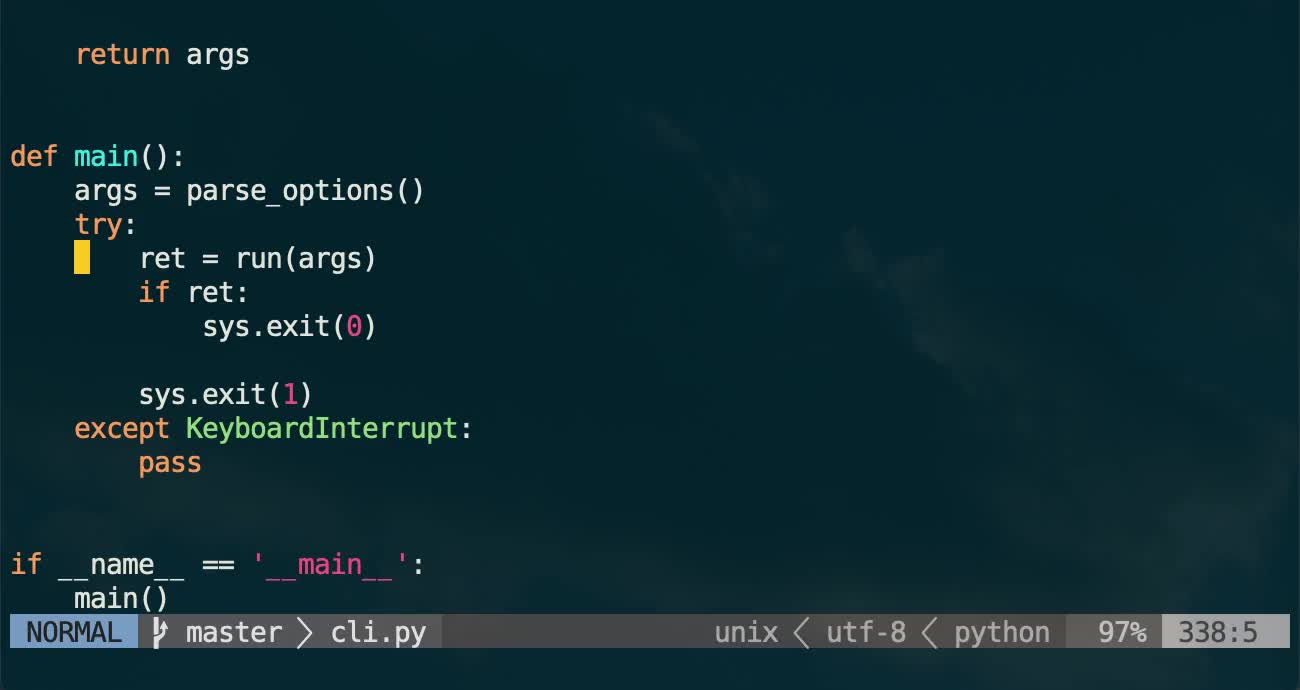 return args
def main():
    args = parse_options()
    try:
        ret = run(args)
        if ret:
            sys.exit(0)
        sys.exit(1)
    except KeyboardInterrupt:
        pass
if __name__ == '__main__':
    main()
NORMAL master cli.py unix utf-8 python 97% 338:5